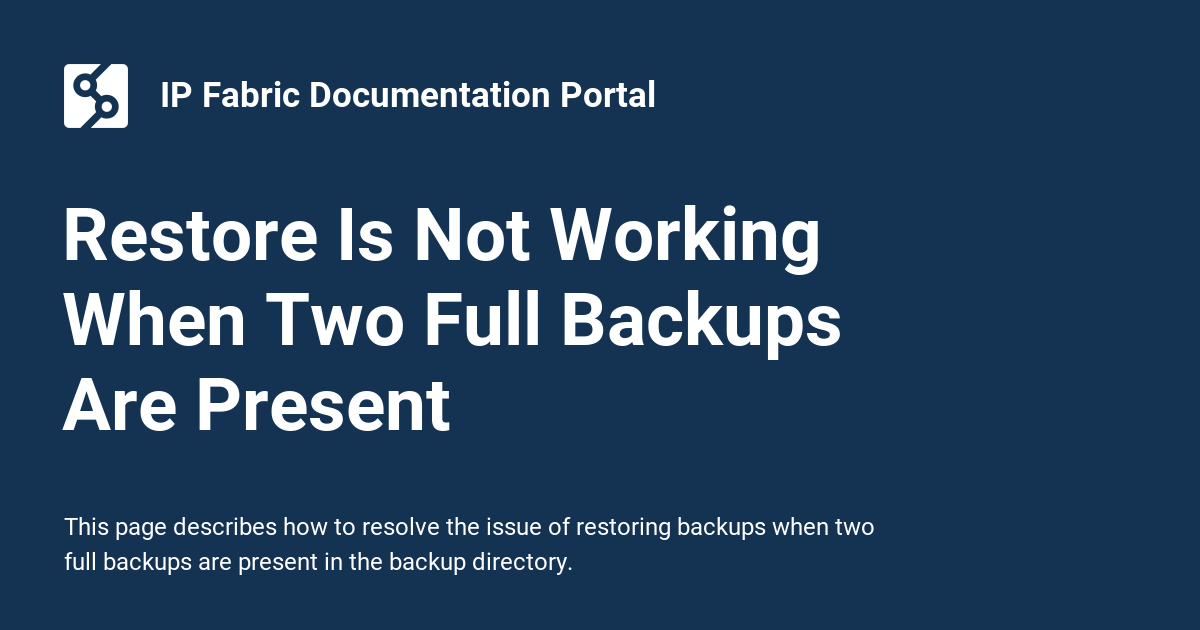 IP Fabric Documentation Portal
Restore Is Not Working
When Two Full Backups
Are Present
This page describes how to resolve the issue of restoring backups when two
full backups are present in the backup directory.